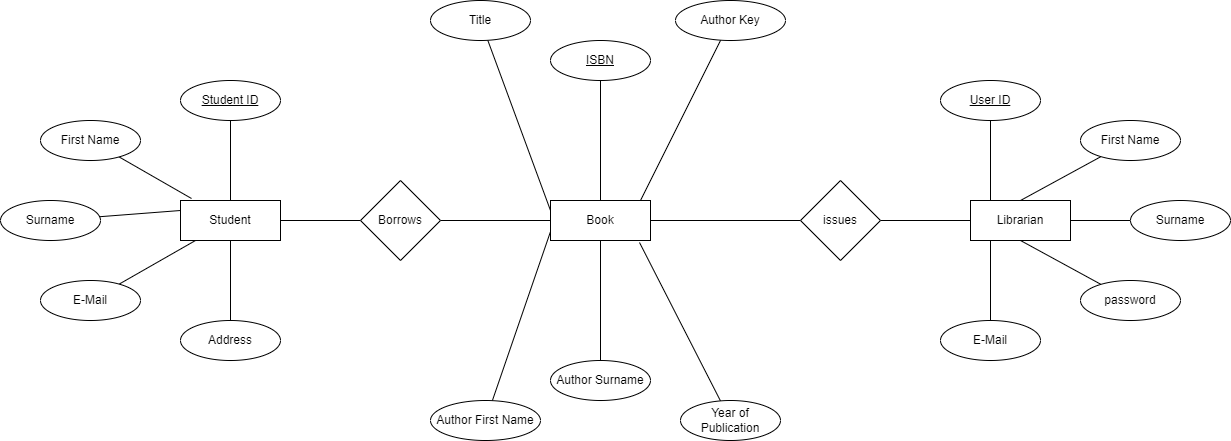 Title
Author Key
ISBN
Student ID
User ID
First Name
First Name
Surname
Student
Borrows
Book
issues
Librarian
Surname
E-Mail
password
Address
E-Mail
Author Surname
Author First Name
Year of
Publication